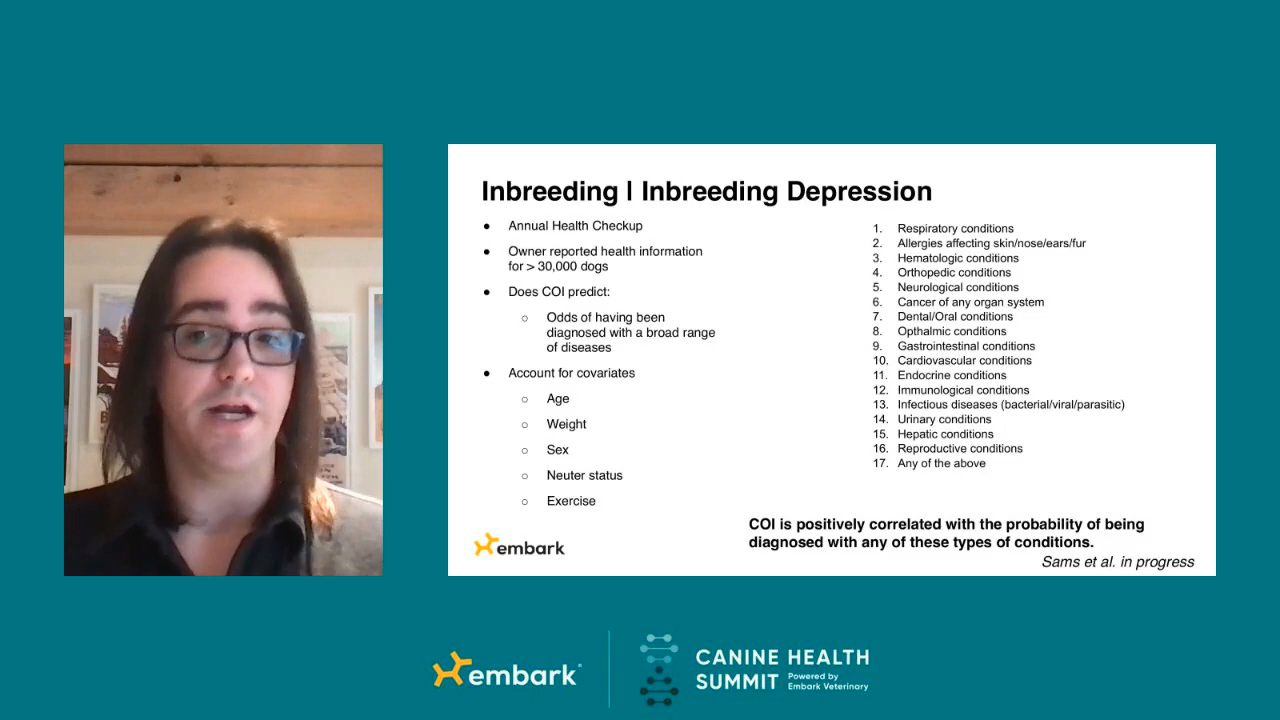 Inbreeding | Inbreeding Depression
● Annual Health Checkup
● Owner reported health information
for > 30,000 dogs
● Does COI predict:
○ Odds of having been
diagnosed with a broad range
of diseases
● Account for covariates
○ Age
○ Weight
○ Sex
○ Neuter status
○ Exercise
1. Respiratory conditions
2. Allergies affecting skin/nose/ears/fur
3. Hematologic conditions
4. Orthopedic conditions
5. Neurological conditions
6. Cancer of any organ system
7. Dental/Oral conditions
8. Opthalmic conditions
9. Gastrointestinal conditions
10. Cardiovascular conditions
11. Endocrine conditions
12. Immunological conditions
13. Infectious diseases (bacterial/viral/parasitic)
14. Urinary conditions
15. Hepatic conditions
16. Reproductive conditions
17. Any of the above
COI is positively correlated with the probability of being
diagnosed with any of these types of conditions.
Sams et al. in progress
embark
embark
CANINE HEALTH
SUMMIT
Powered by
Embark Veterinary